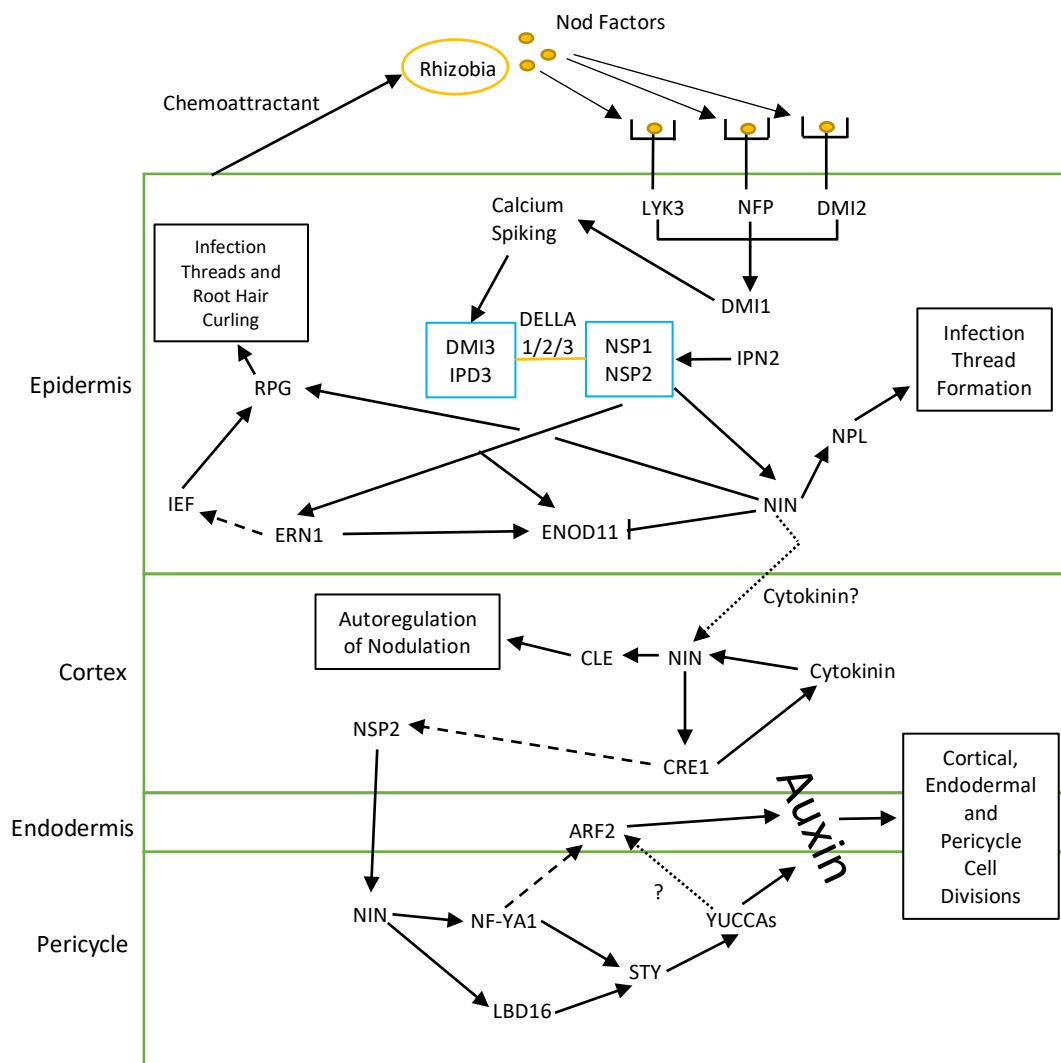 Nod Factors
Rhizobia
Chemoattractant
LYK3
NFP
DMI2
Calcium
Spiking
Infection
Threads and
Root Hair
Curling
DMI1
DELLA
1/2/3
DMI3
IPD3
NSP1
NSP2
IPN2
Infection
Thread
Formation
Epidermis
RPG
NPL
IEF
NIN
ERN1
ENOD11
Cytokinin?
Autoregulation
of Nodulation
CLE
NIN
Cytokinin
Cortex
NSP2
CRE1
Cortical,
Endodermal
and
Pericycle
Cell
Divisions
Auxin
Endodermis
ARF2
?
NIN
NF-YA1
YUCCAs
Pericycle
STY
LBD16